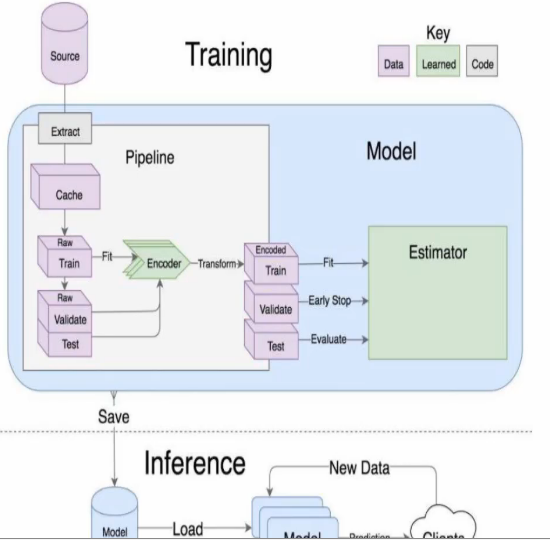 Source
Training
Key
Data
Learned
Code
Extract
Pipeline
Model
Cache
Raw
Train
Fit
Encoder
Transform
Encoded
Train
Fit
Estimator
Raw
Validate
Test
Validate
Early Stop
Test
Evaluate
Save
Inference
New Data
Model
Load
Model
Prediction
Clients